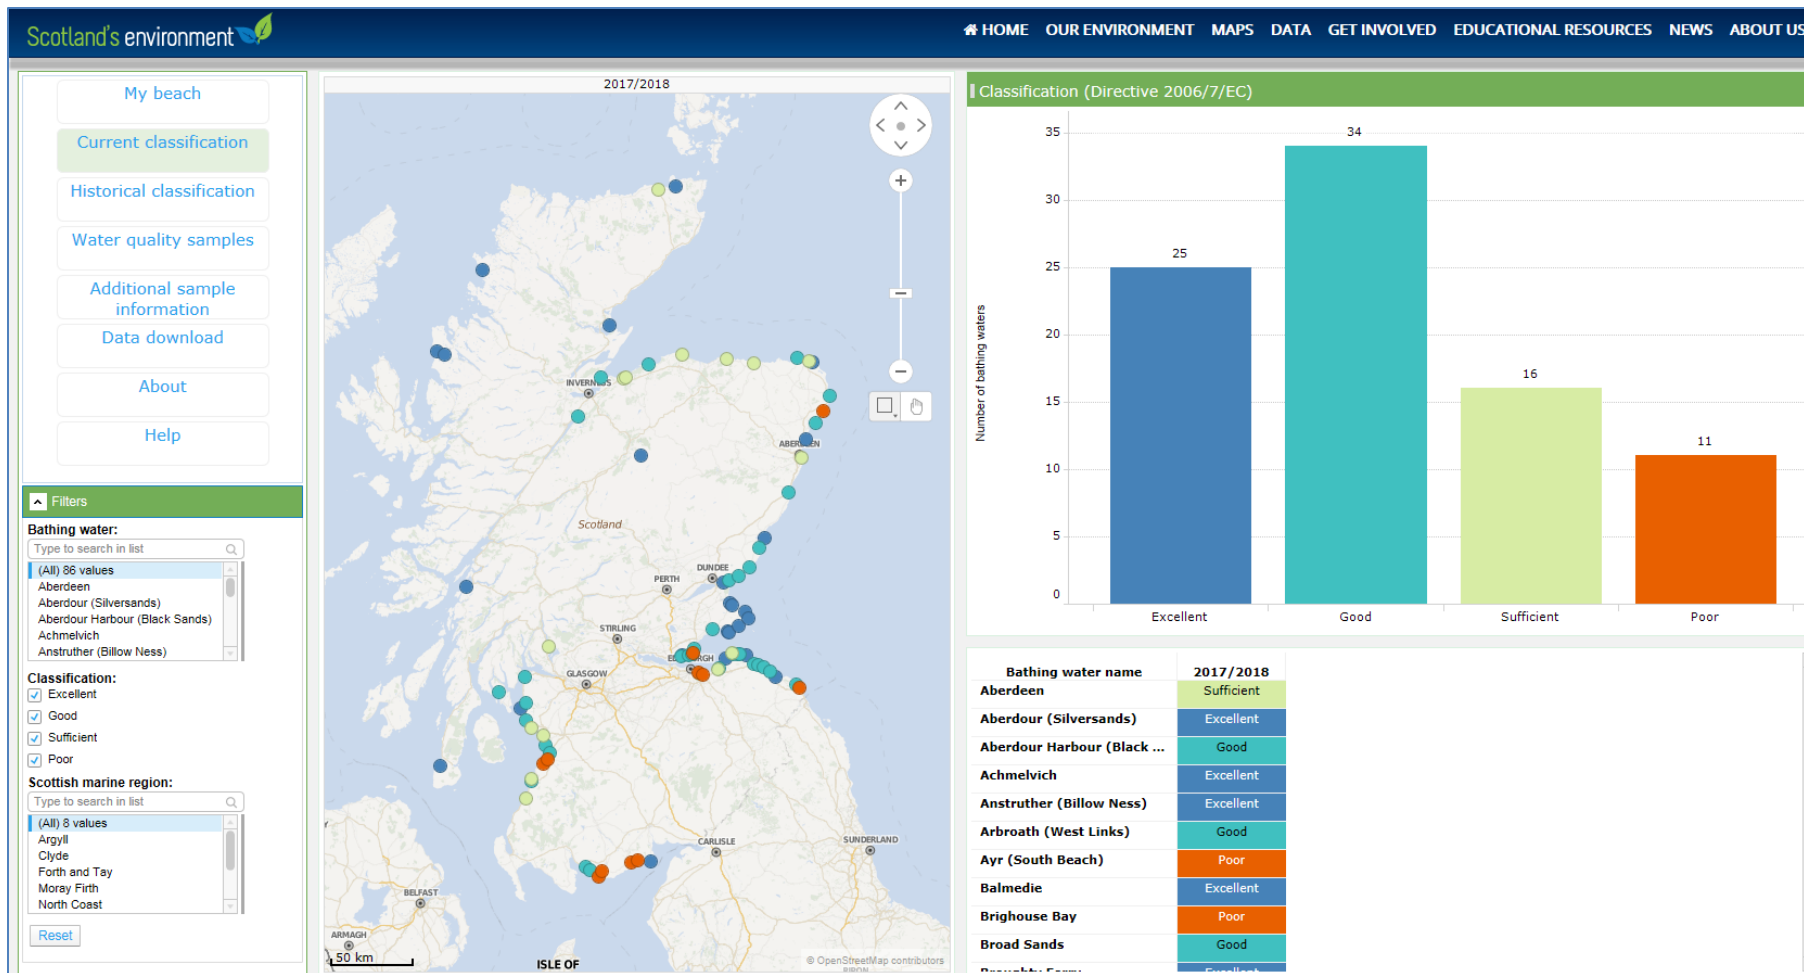 Scotland's environment
HOME OUR ENVIRONMENT MAPS DATA GET INVOLVED EDUCATIONAL RESOURCES NEWS ABOUT US
My beach
Current classification
Historical classification
Water quality samples
Additional sample
information
Data download
About
Help
Filters
Bathing water:
Type to search in list
(All) 86 values
Aberdeen
Aberdour (Silversands)
Aberdour Harbour (Black Sands)
Achmelvich
Anstruther (Billow Ness)
Classification:
Excellent
Good
Sufficient
Poor
Scottish marine region:
Type to search in list
(All) 8 values
Argyll
Clyde
Forth and Tay
Moray Firth
North Coast
Reset
2017/2018
INVERNESS
ABERDEEN
Scotland
DUNDEE
PERTH
STIRLING
EDINBURGH
GLASGOW
CARLISLE
SUNDERLAND
BELFAST
ARMAGH
50 km
ISLE OF
© OpenStreetMap contributors
Classification (Directive 2006/7/EC)
Number of bathing waters
35
30
25
20
15
10
5
0
25
34
16
11
Excellent Good Sufficient Poor
Bathing water name 2017/2018
Aberdeen Sufficient
Aberdour (Silversands) Excellent
Aberdour Harbour (Black ... Good
Achmelvich Excellent
Anstruther (Billow Ness) Excellent
Arbroath (West Links) Good
Ayr (South Beach) Poor
Balmedie Excellent
Brighouse Bay Poor
Broad Sands Good
Broughty Ferry Excellent